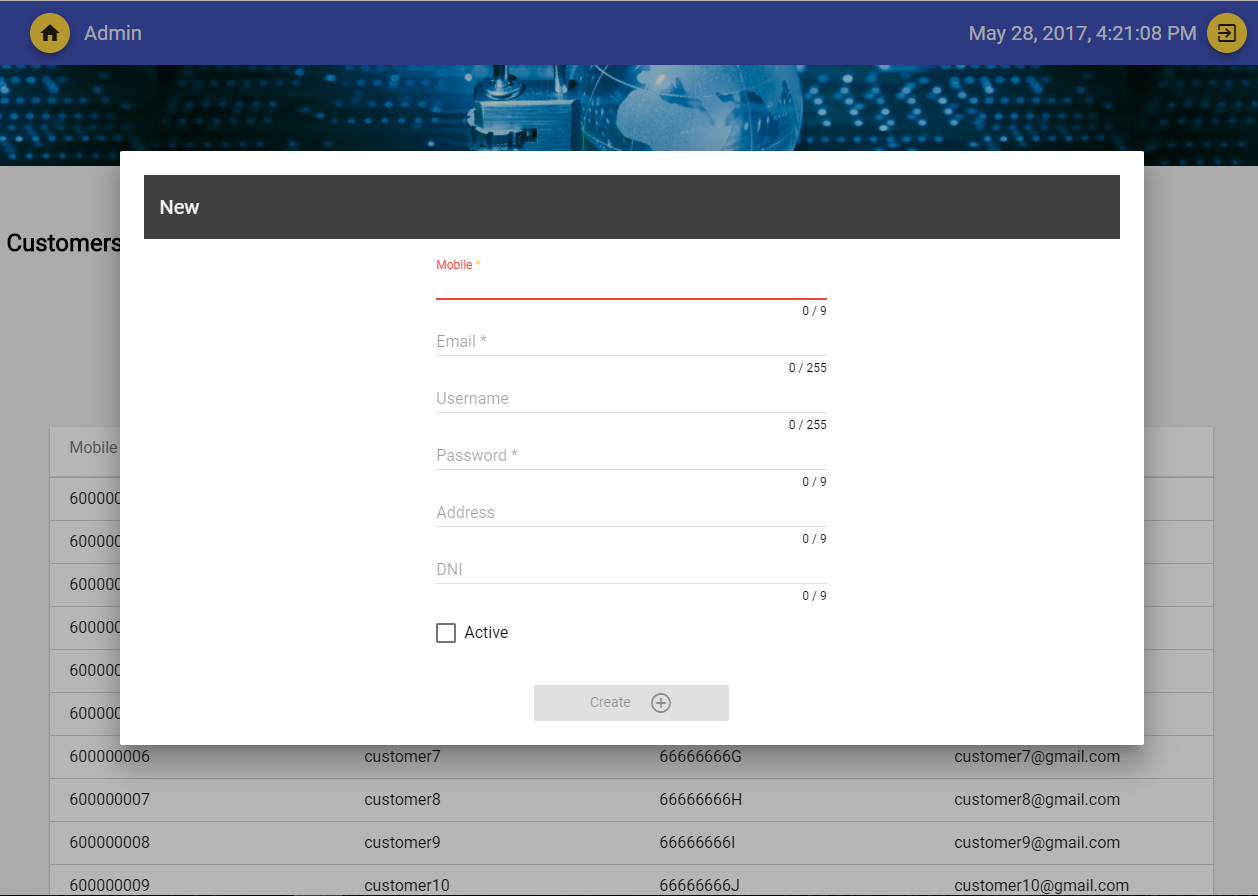 Admin
May 28, 2017, 4:21:08 PM
New
Customers
Mobile *
0 / 9
Email *
0 / 255
Username
0 / 255
Mobile
Password *
0 / 9
600000
Address
600000
0 / 9
DNI
600000
0 / 9
600000
Active
600000
Create
600000
600000006 customer7 66666666G customer7@gmail.com
600000007 customer8 66666666H customer8@gmail.com
600000008 customer9 66666666I customer9@gmail.com
600000009 customer10 66666666J customer10@gmail.com